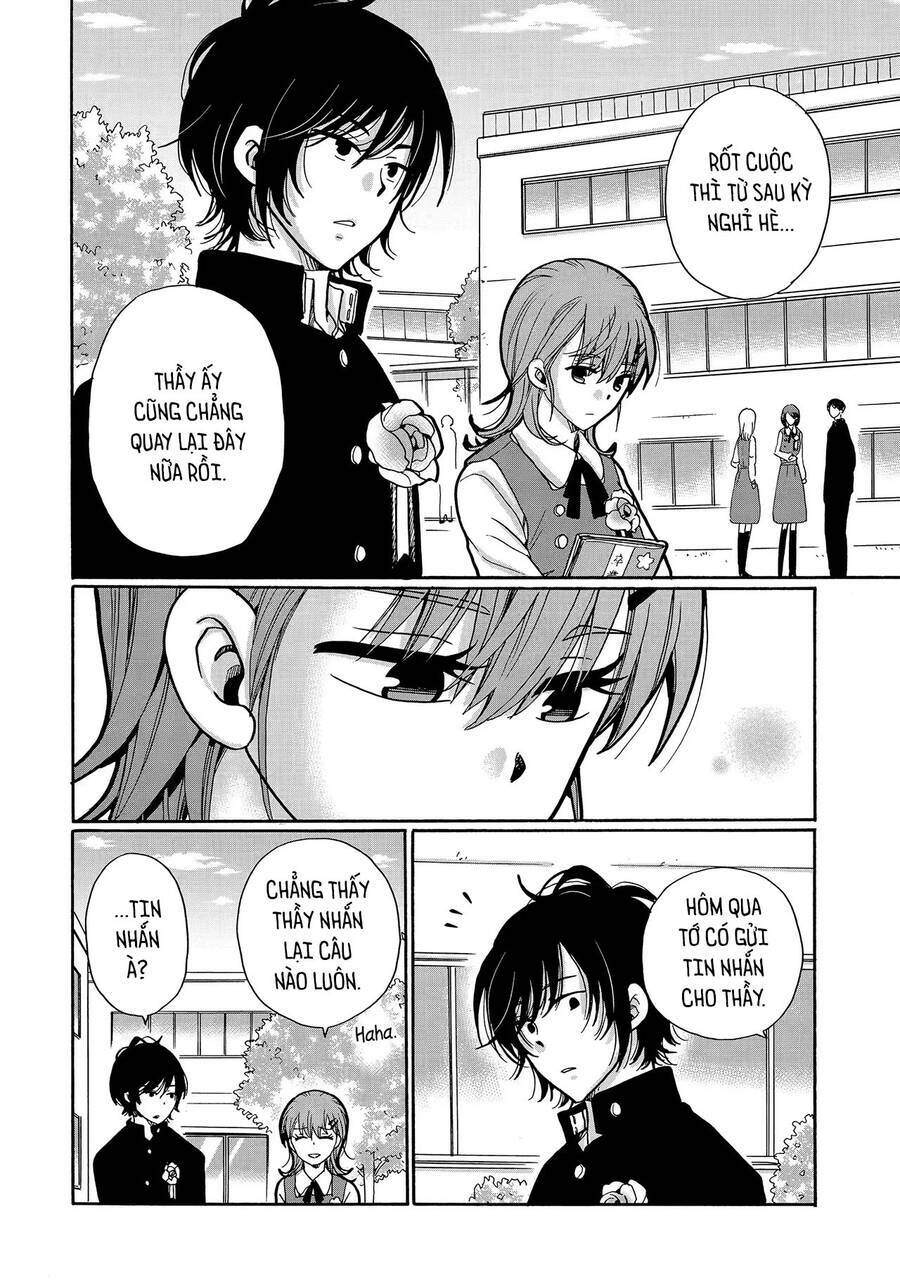 RỐT CUỘC
THÌ TỪ SAU KỲ
NGHỈ HÈ...
THẦY ẤY
CŨNG CHẲNG
QUAY LẠI ĐÂY
NỮA RỒI.
HÔM QUA
TỚ CÓ GỬI
TIN NHẮN
CHO THẦY.
CHẲNG THẤY
THẦY NHẮN
LẠI CÂU
NÀO LUÔN.
Haha.
...TIN
NHẮN
À?